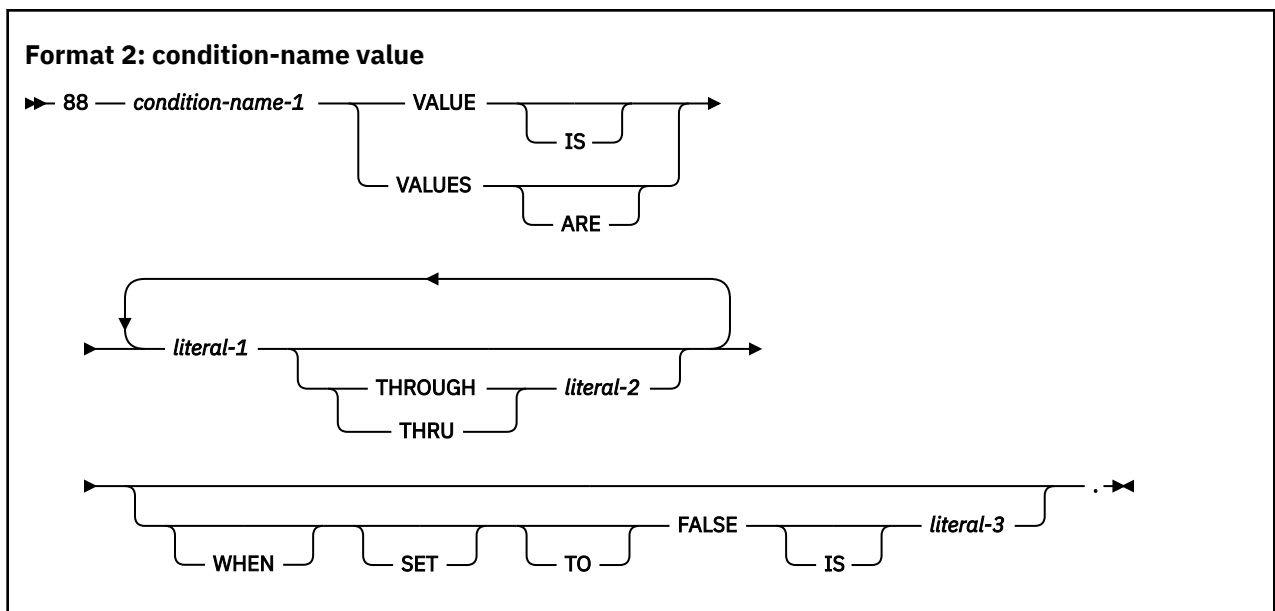 Format 2: condition-name value
88 condition-name-1 VALUE
IS
VALUES
ARE
literal-1
THROUGH literal-2
THRU
.
FALSE literal-3
WHEN SET TO IS